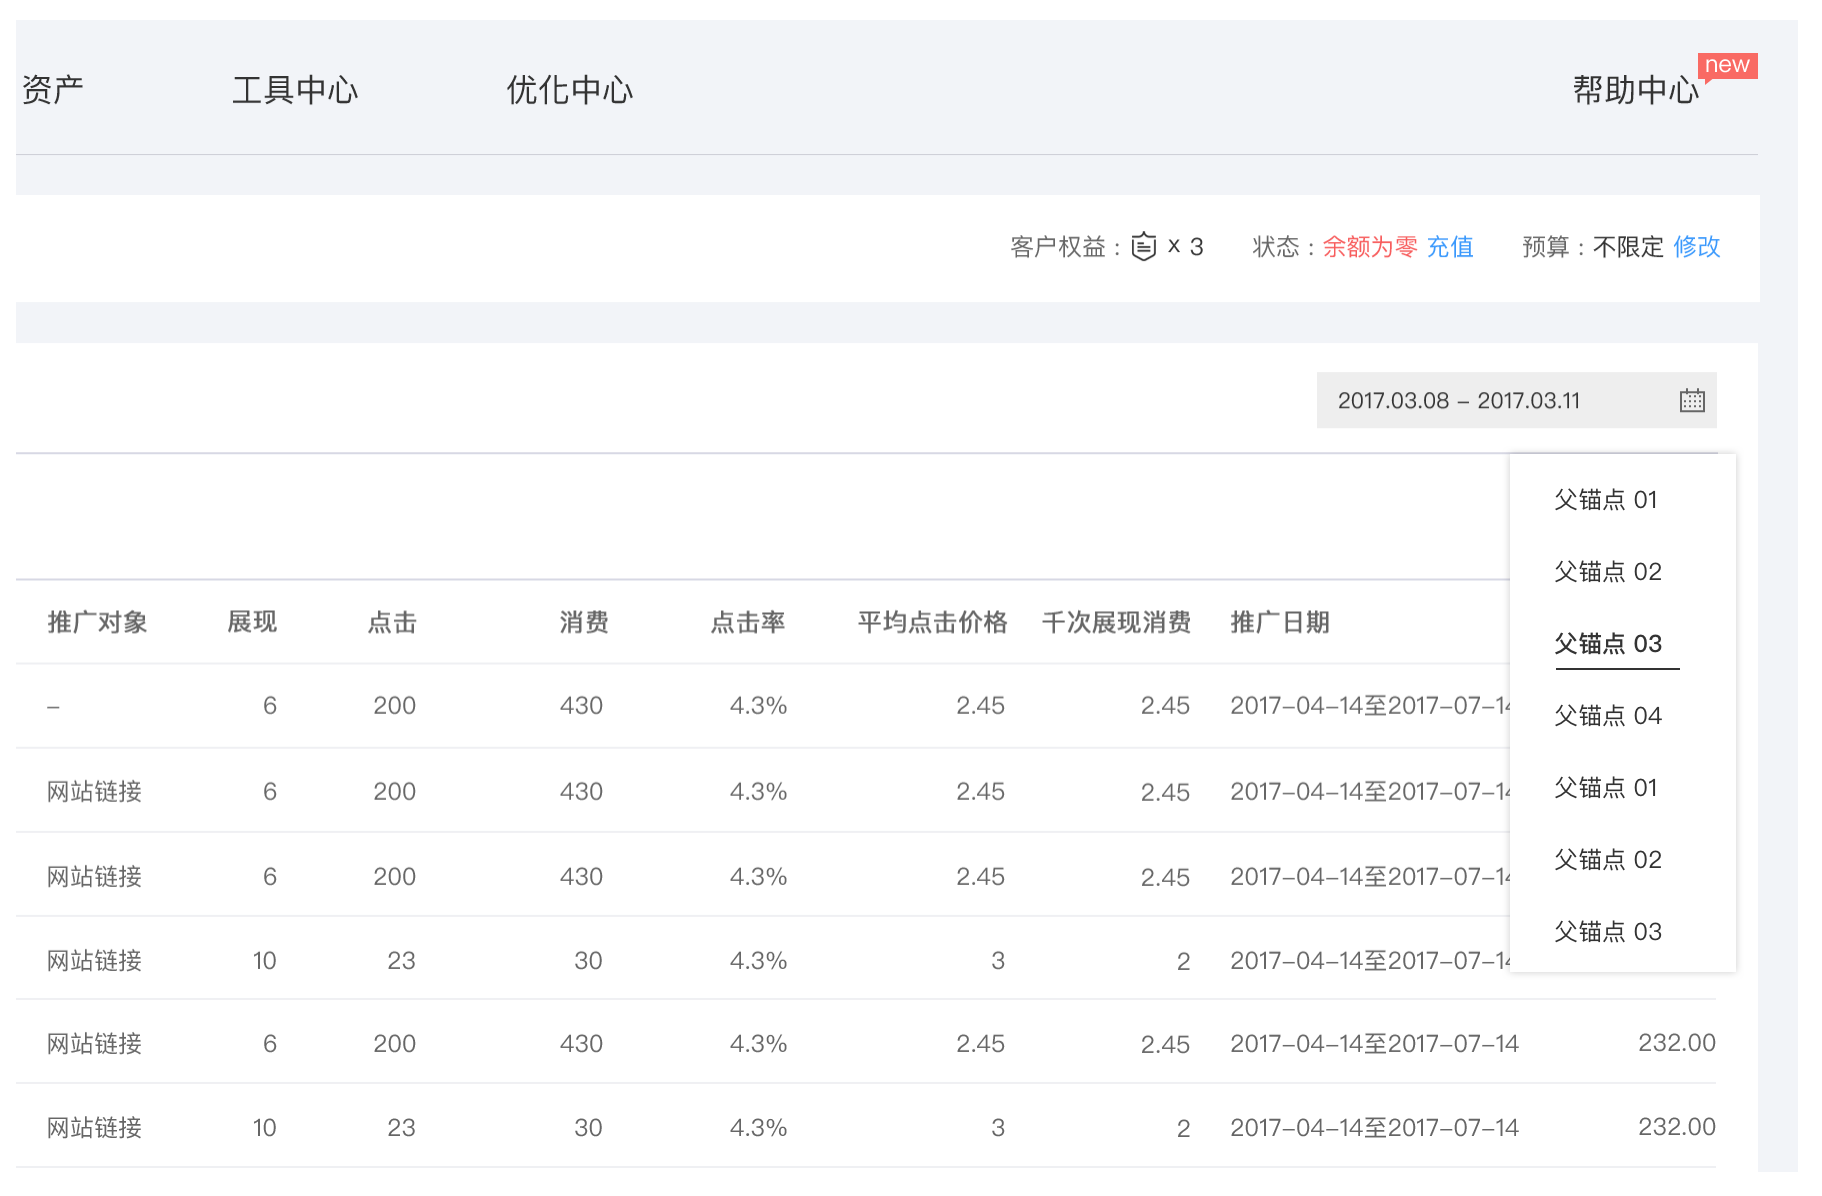 资产 工具中心 优化中心 帮助中心 new
客户权益： x 3 状态：余额为零 充值 预算：不限定 修改
2017.03.08 – 2017.03.11
父锚点 01
父锚点 02
推广对象 展现 点击 消费 点击率 平均点击价格 千次展现消费 推广日期
父锚点 03
– 6 200 430 4.3% 2.45 2.45 2017–04–14至2017–07–14
父锚点 04
网站链接 6 200 430 4.3% 2.45 2.45 2017–04–14至2017–07–14
父锚点 01
网站链接 6 200 430 4.3% 2.45 2.45 2017–04–14至2017–07–14
父锚点 02
网站链接 10 23 30 4.3% 3 2 2017–04–14至2017–07–14
父锚点 03
网站链接 6 200 430 4.3% 2.45 2.45 2017–04–14至2017–07–14 232.00
网站链接 10 23 30 4.3% 3 2 2017–04–14至2017–07–14 232.00